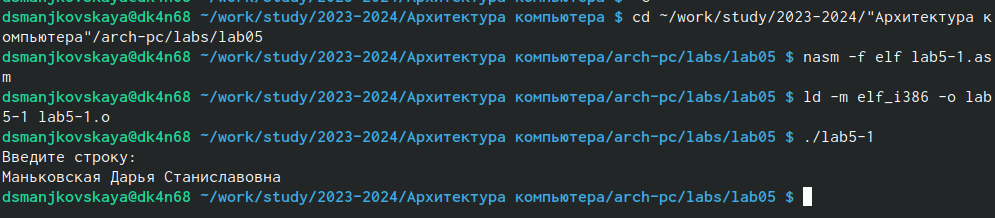 dsmanjkovskaya@dk4n68 ~/work/study/2023-2024/Архитектура компьютера $ cd ~/work/study/2023-2024/"Архитектура к
омпьютера"/arch-pc/labs/lab05
dsmanjkovskaya@dk4n68 ~/work/study/2023-2024/Архитектура компьютера/arch-pc/labs/lab05 $ nasm -f elf lab5-1.as
m
dsmanjkovskaya@dk4n68 ~/work/study/2023-2024/Архитектура компьютера/arch-pc/labs/lab05 $ ld -m elf_i386 -o lab
5-1 lab5-1.o
dsmanjkovskaya@dk4n68 ~/work/study/2023-2024/Архитектура компьютера/arch-pc/labs/lab05 $ ./lab5-1
Введите строку:
Маньковская Дарья Станиславовна
dsmanjkovskaya@dk4n68 ~/work/study/2023-2024/Архитектура компьютера/arch-pc/labs/lab05 $